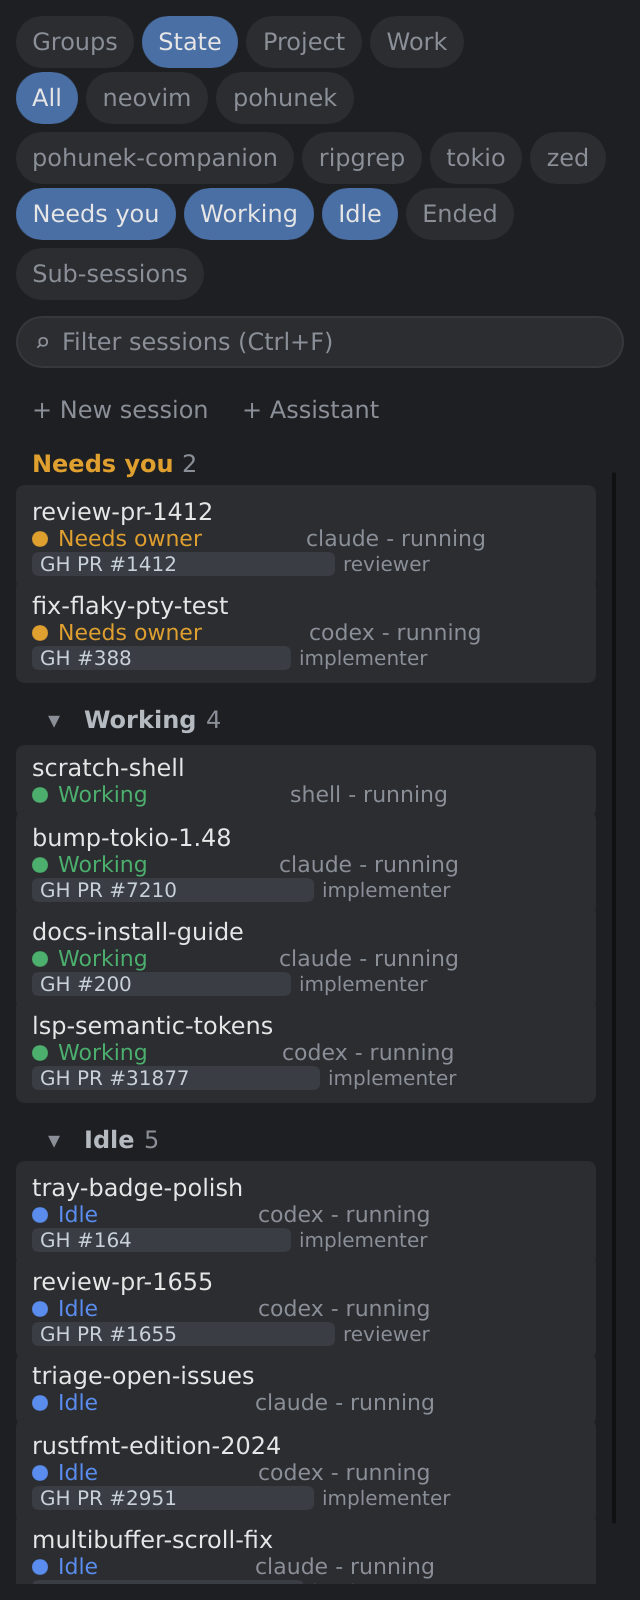 Groups State Project Work
All neovim pohunek
pohunek-companion ripgrep tokio zed
Needs you Working Idle Ended
Sub-sessions
Filter sessions (Ctrl+F)
+ New session + Assistant
Needs you 2
review-pr-1412
Needs owner claude - running
GH PR #1412 reviewer
fix-flaky-pty-test
Needs owner codex - running
GH #388 implementer
▾ Working 4
scratch-shell
Working shell - running
bump-tokio-1.48
Working claude - running
GH PR #7210 implementer
docs-install-guide
Working claude - running
GH #200 implementer
lsp-semantic-tokens
Working codex - running
GH PR #31877 implementer
▾ Idle 5
tray-badge-polish
Idle codex - running
GH #164 implementer
review-pr-1655
Idle codex - running
GH PR #1655 reviewer
triage-open-issues
Idle claude - running
rustfmt-edition-2024
Idle codex - running
GH PR #2951 implementer
multibuffer-scroll-fix
Idle claude - running